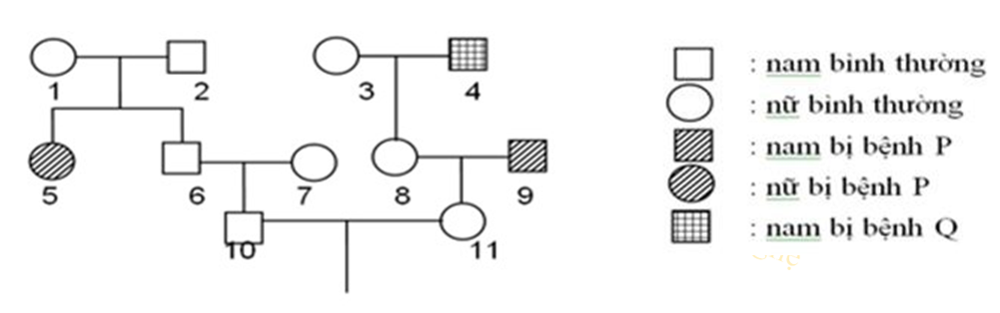 1
2
3
4
5
6
7
8
9
10
11
: nam bình thường
: nữ bình thường
: nam bị bệnh P
: nữ bị bệnh P
: nam bị bệnh Q